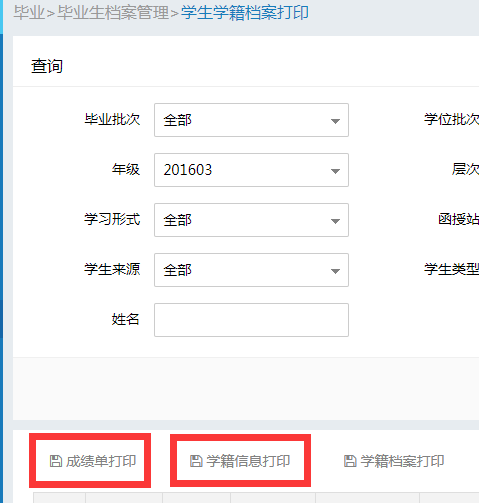 毕业>毕业生档案管理>学生学籍档案打印
查询
毕业批次 全部 学位批次
年级 201603 层次
学习形式 全部 函授站
学生来源 全部 学生类型
姓名
成绩单打印 学籍信息打印 学籍档案打印